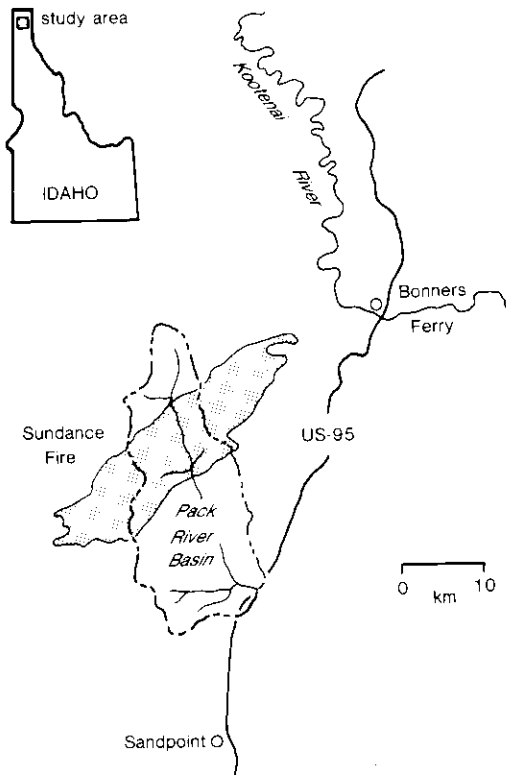 study area
IDAHO
Kootenai
River
Bonners
Ferry
US-95
Sundance
Fire
Pack
River
Basin
0 10
km
Sandpoint